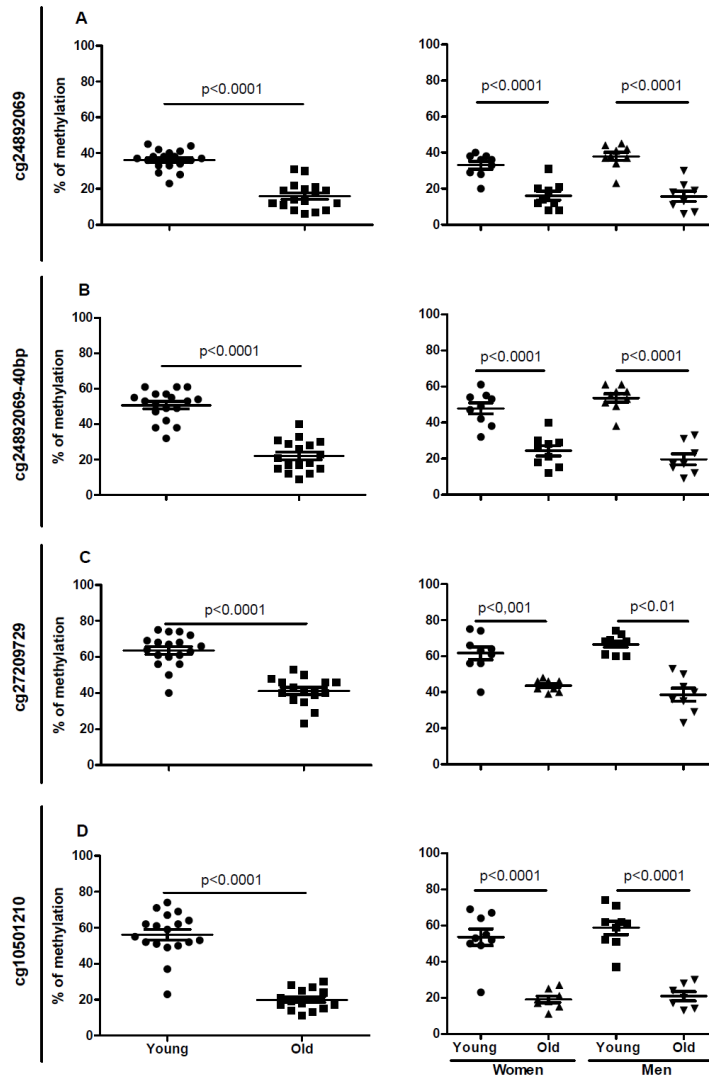 A
cg24892069
% of methylation
100
80
60
40
20
0
p<0.0001
100
80
60
40
20
0
p<0.0001
p<0.0001
B
cg24892069-40bp
% of methylation
100
80
60
40
20
0
p<0.0001
100
80
60
40
20
0
p<0.0001
p<0.0001
C
cg27209729
% of methylation
100
80
60
40
20
0
p<0.0001
100
80
60
40
20
0
p<0,001
p<0.01
D
cg10501210
% of methylation
100
80
60
40
20
0
p<0.0001
Young Old
100
80
60
40
20
0
p<0.0001
p<0.0001
Young Old Young Old
Women Men